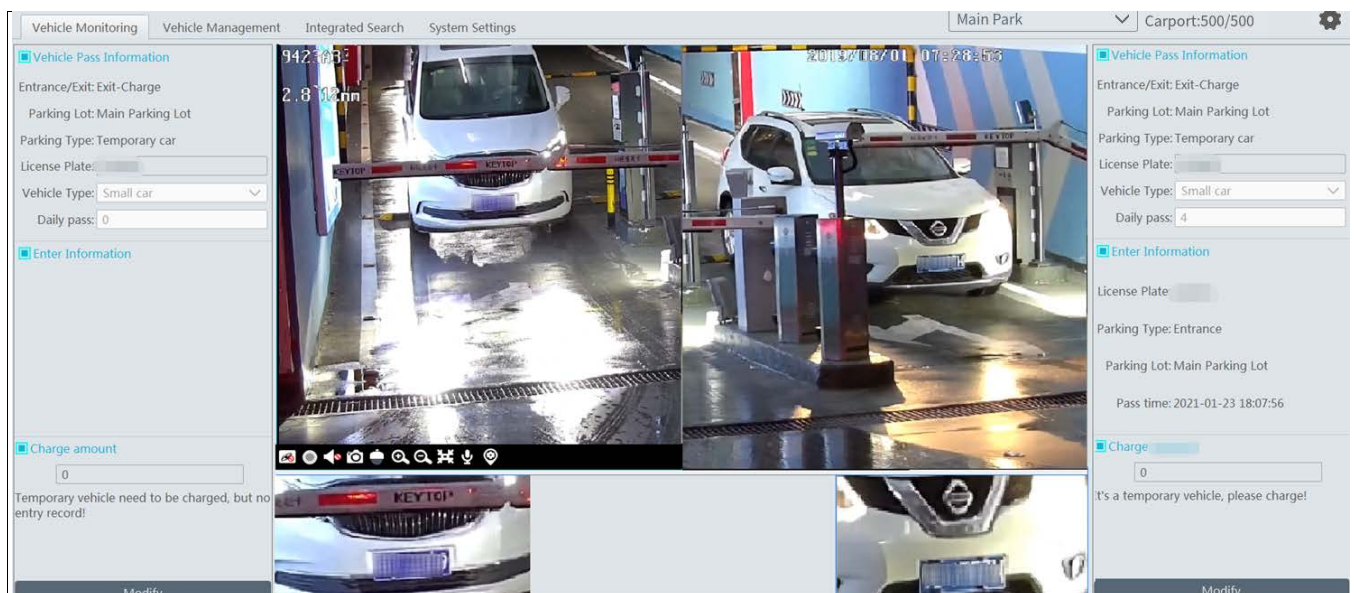 Vehicle Monitoring Vehicle Management Integrated Search System Settings Main Park Carport:500/500
Vehicle Pass Information
Entrance/Exit: Exit-Charge
Parking Lot: Main Parking Lot
Parking Type: Temporary car
License Plate:
Vehicle Type: Small car
Daily pass: 0
Enter Information
Charge amount
0
Temporary vehicle need to be charged, but no
entry record!
Modify
2019/08/01 07:28:53
KEYTOP
KEYTOP
KEYTOP
KEYTOP
Vehicle Pass Information
Entrance/Exit: Exit-Charge
Parking Lot: Main Parking Lot
Parking Type: Temporary car
License Plate:
Vehicle Type: Small car
Daily pass: 4
Enter Information
License Plate
Parking Type: Entrance
Parking Lot: Main Parking Lot
Pass time: 2021-01-23 18:07:56
Charge
0
t's a temporary vehicle, please charge!
Modify